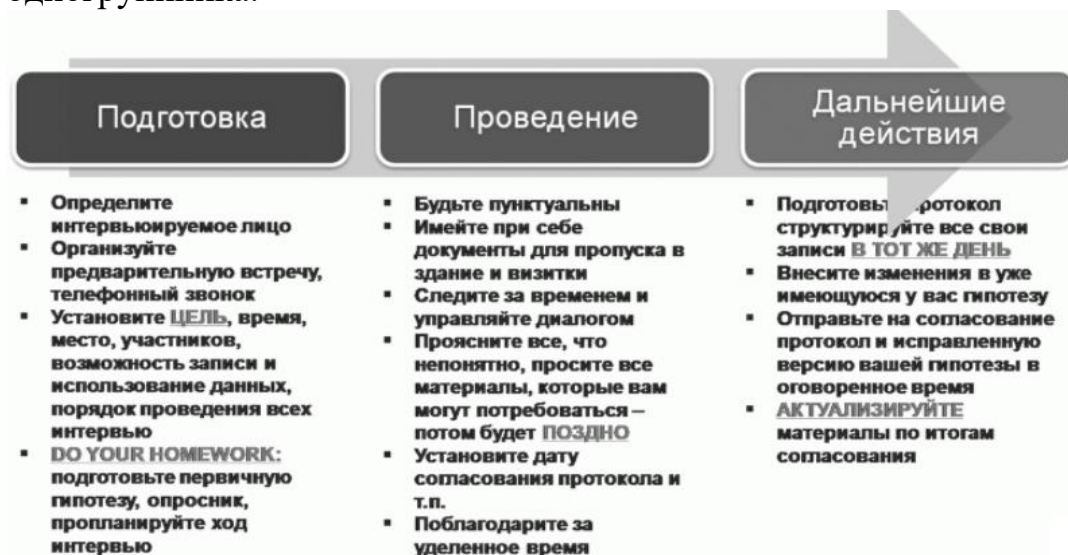 Подготовка
Определите
интервьюируемое лицо
Организуйте
предварительную встречу,
телефонный звонок
Установите ЦЕЛЬ, время,
место, участников,
возможность записи и
использование данных,
порядок проведения всех
интервью
DO YOUR HOMEWORK:
подготовьте первичную
гипотезу, опросник,
пропланируйте ход
интервью
Проведение
Будьте пунктуальны
Имейте при себе
документы для пропуска в
здание и визитки
Следите за временем и
управляйте диалогом
Проясните все, что
непонятно, просите все
материалы, которые вам
могут потребоваться –
потом будет ПОЗДНО
Установите дату
согласования протокола и
т.п.
Поблагодарите за
уделенное время
Дальнейшие
действия
Подготовьте протокол
структурируйте все свои
записи В ТОТ ЖЕ ДЕНЬ
Внесите изменения в уже
имеющуюся у вас гипотезу
Отправьте на согласование
протокол и исправленную
версию вашей гипотезы в
оговоренное время
АКТУАЛИЗИРУЙТЕ
материалы по итогам
согласования